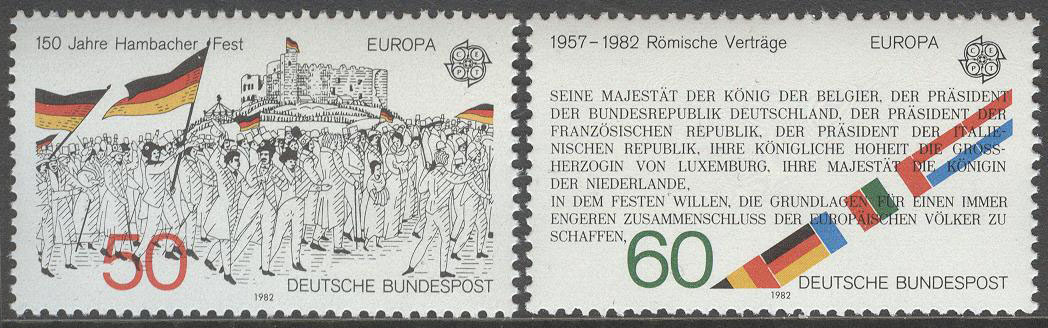 150 Jahre Hambacher Fest
EUROPA
CEPT
50
DEUTSCHE BUNDESPOST
1982
1957–1982 Römische Verträge
EUROPA
CEPT
SEINE MAJESTÄT DER KÖNIG DER BELGIER, DER PRÄSIDENT
DER BUNDESREPUBLIK DEUTSCHLAND, DER PRÄSIDENT DER
FRANZÖSISCHEN REPUBLIK, DER PRÄSIDENT DER ITALIE-
NISCHEN REPUBLIK, IHRE KÖNIGLICHE HOHEIT DIE GROSS-
HERZOGIN VON LUXEMBURG, IHRE MAJESTÄT DIE KÖNIGIN
DER NIEDERLANDE,
IN DEM FESTEN WILLEN, DIE GRUNDLAGEN FÜR EINEN IMMER
ENGEREN ZUSAMMENSCHLUSS DER EUROPÄISCHEN VÖLKER ZU
SCHAFFEN,
60
DEUTSCHE BUNDESPOST
1982